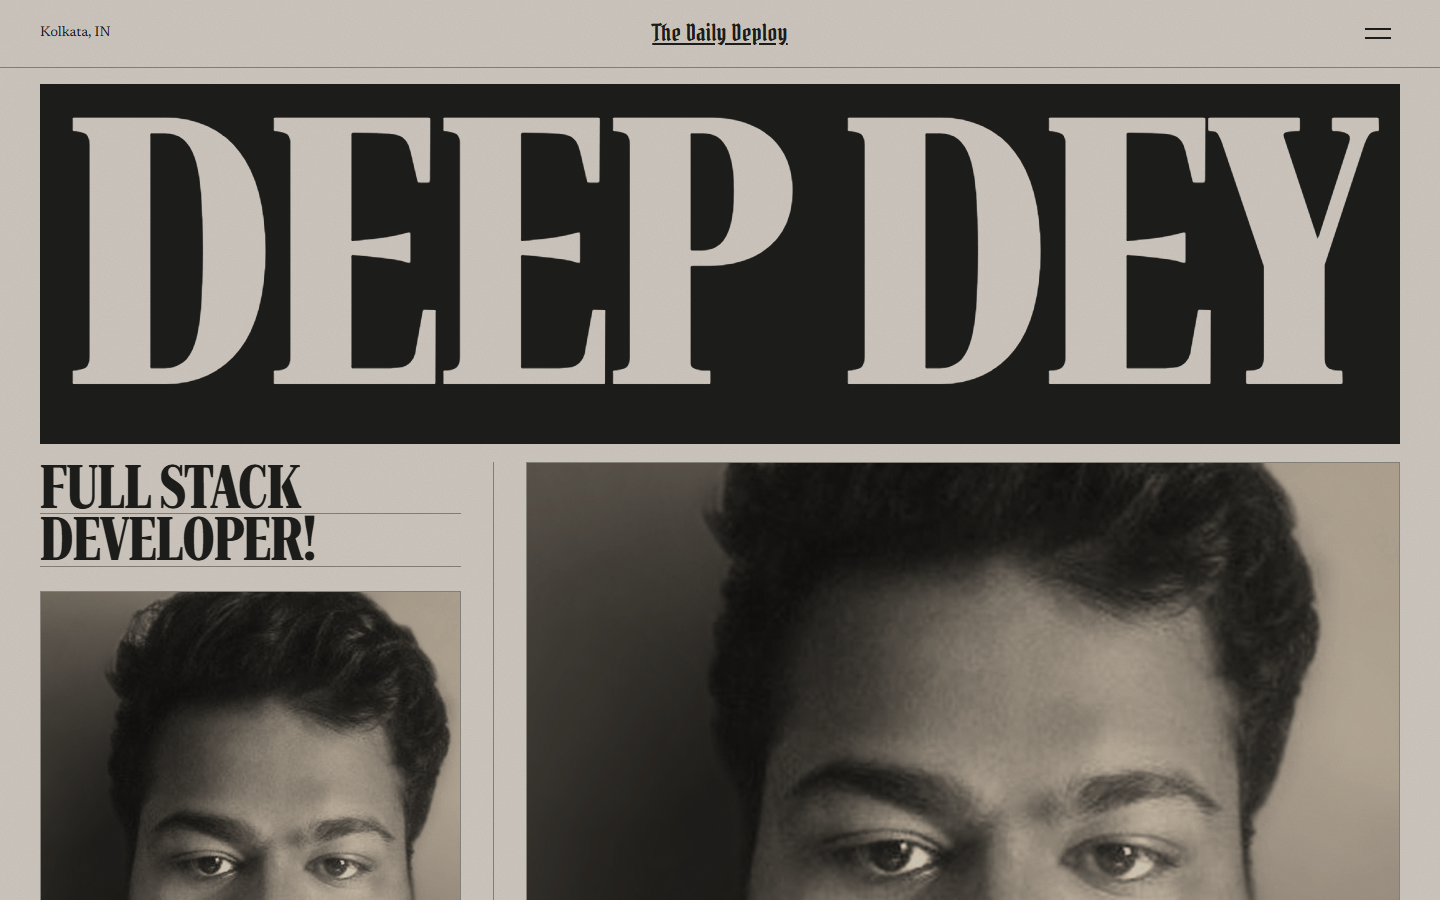 Kolkata, IN
The Daily Deploy
DEEP DEY
FULL STACK
DEVELOPER!